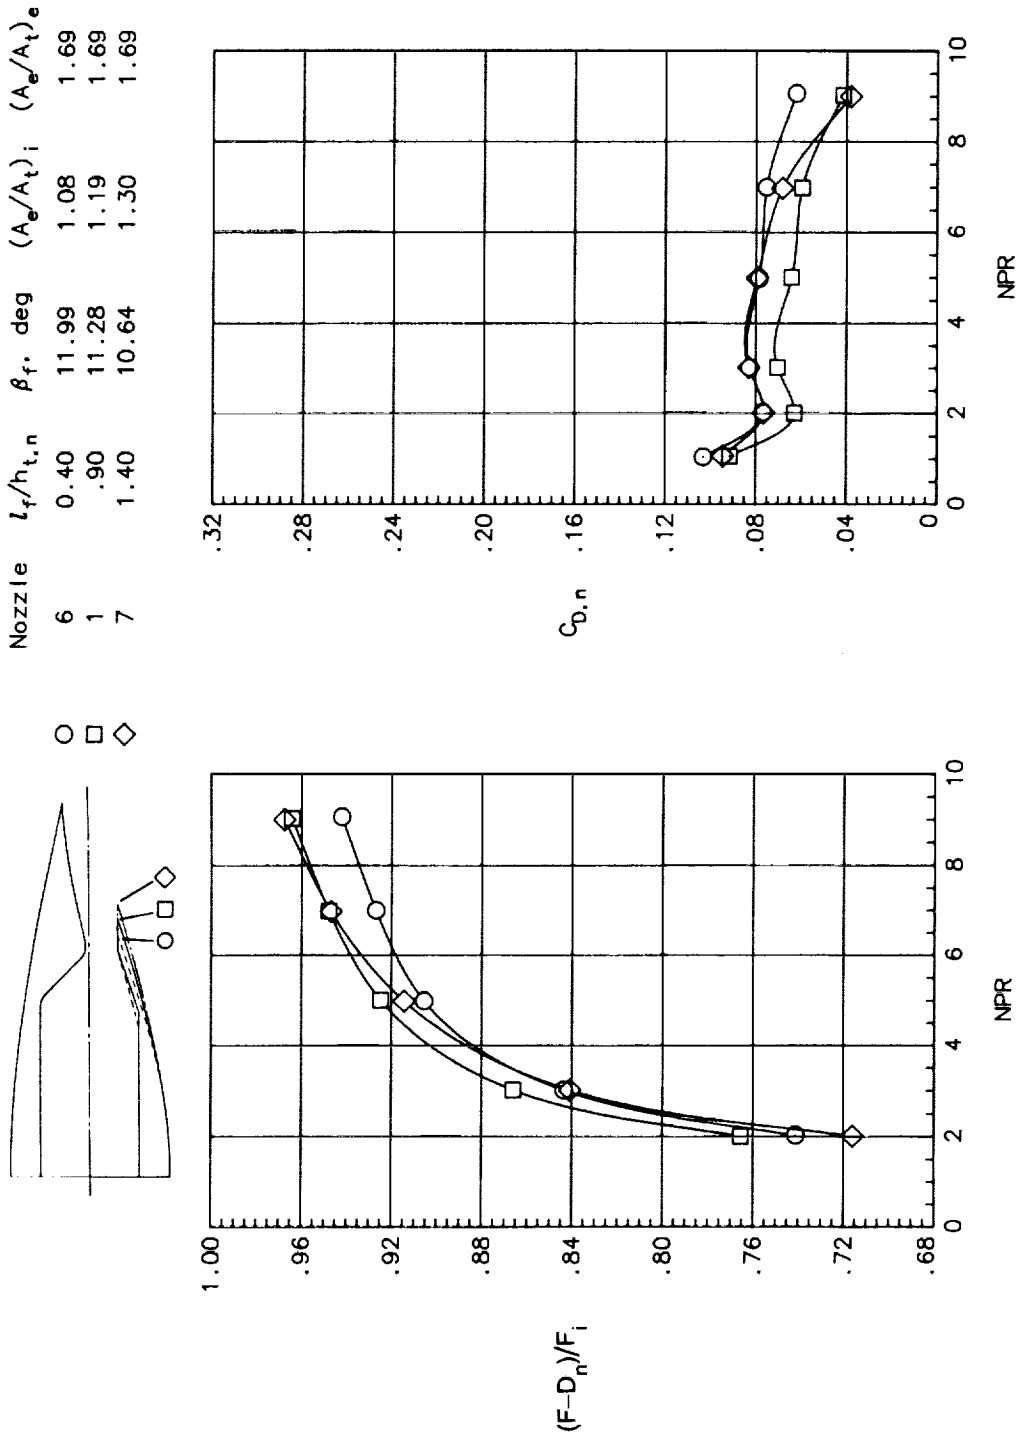 Nozzle l_f/h_t,n β_f, deg (A_e/A_t)_i (A_e/A_t)_e
6 0.40 11.99 1.08 1.69
1 .90 11.28 1.19 1.69
7 1.40 10.64 1.30 1.69
1.00
.96
.92
.88
.84
.80
.76
.72
.68
(F-D_n)/F_i
0 2 4 6 8 10
NPR
.32
.28
.24
.20
.16
.12
.08
.04
0
C_D,n
0 2 4 6 8 10
NPR